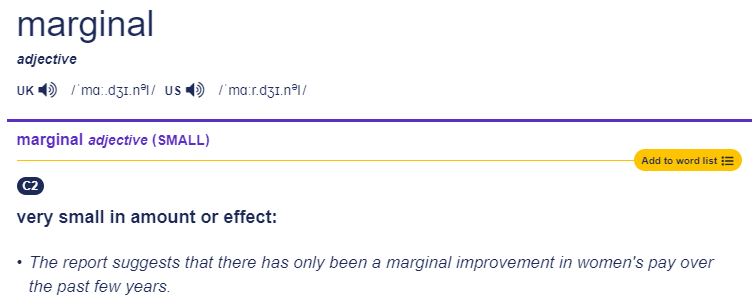 marginal
adjective
UK /ˈmɑː.dʒɪ.nᵊl/ US /ˈmɑːr.dʒɪ.nᵊl/
marginal adjective (SMALL)
Add to word list
C2
very small in amount or effect:
• The report suggests that there has only been a marginal improvement in women's pay over
the past few years.